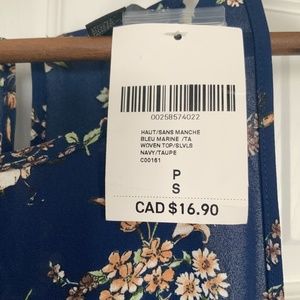 00258574022
HAUT/SANS MANCHE
BLEU MARINE /TA
WOVEN TOP/SLVLS
NAVY/TAUPE
C00161
P
S
CAD $16.90